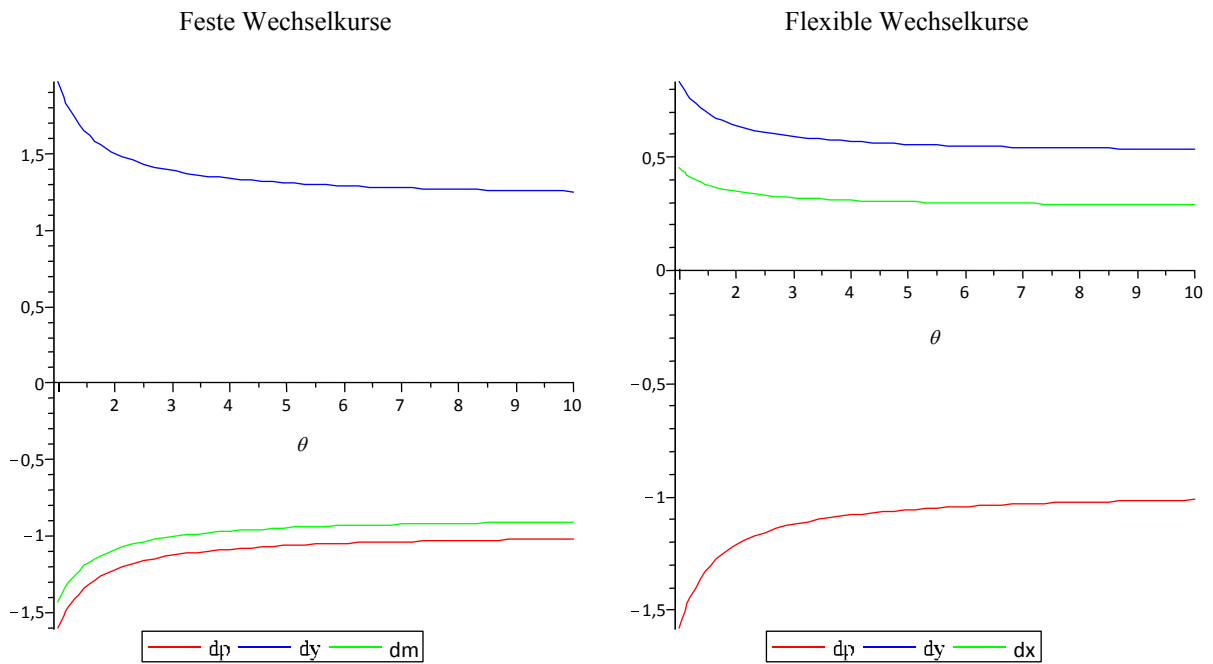 Feste Wechselkurse
1,5
1
0,5
0
2 3 4 5 6 7 8 9 10
θ
−0,5
−1
−1,5
dp dy dm
Flexible Wechselkurse
0,5
0
2 3 4 5 6 7 8 9 10
θ
−0,5
−1
−1,5
dp dy dx